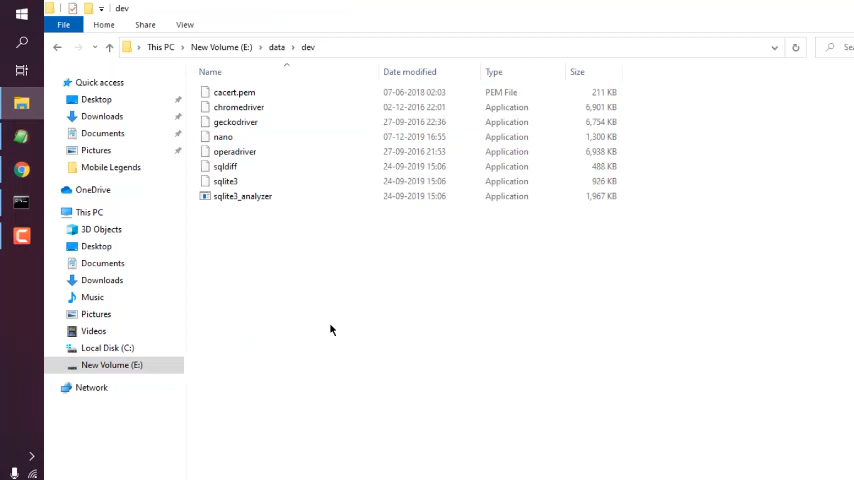 dev
File Home Share View
This PC New Volume (E:) data dev
Name Date modified Type Size
cacert.pem 07-06-2018 02:03 PEM File 211 KB
chromedriver 02-12-2016 22:01 Application 6,901 KB
geckodriver 27-09-2016 22:36 Application 6,754 KB
nano 07-12-2019 16:55 Application 1,300 KB
operadriver 27-09-2016 21:53 Application 6,938 KB
sqldiff 24-09-2019 15:06 Application 488 KB
sqlite3 24-09-2019 15:06 Application 926 KB
sqlite3_analyzer 24-09-2019 15:06 Application 1,967 KB
Quick access
Desktop
Downloads
Documents
Pictures
Mobile Legends
OneDrive
This PC
3D Objects
Desktop
Documents
Downloads
Music
Pictures
Videos
Local Disk (C:)
New Volume (E:)
Network